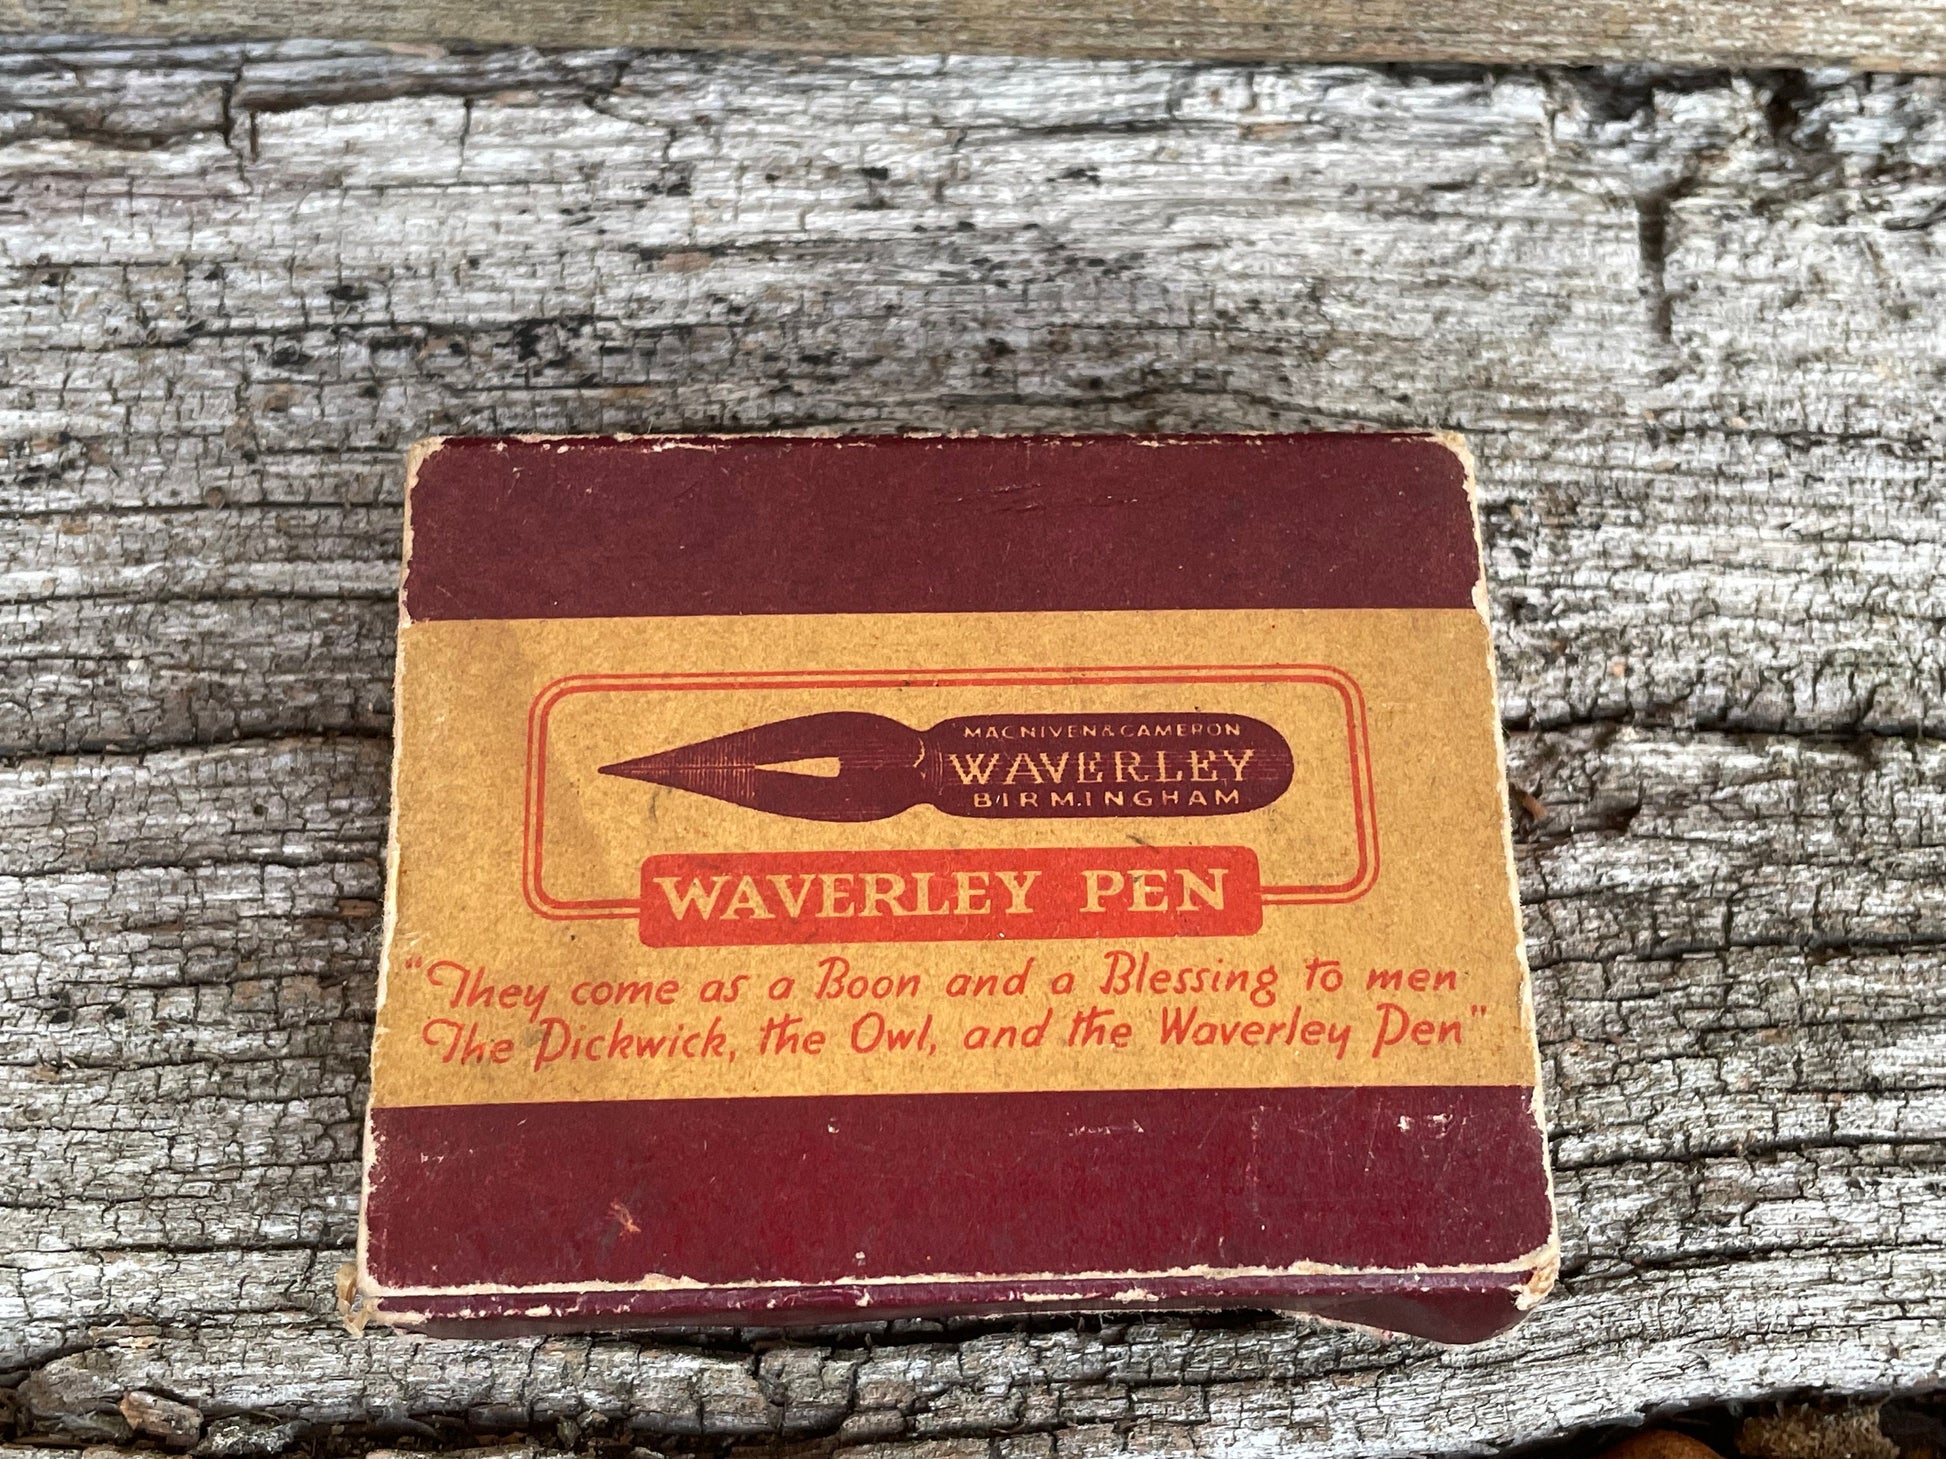 MACNIVEN & CAMERON
WAVERLEY
BIRMINGHAM
WAVERLEY PEN
"They come as a Boon and a Blessing to men
The Pickwick, the Owl, and the Waverley Pen"